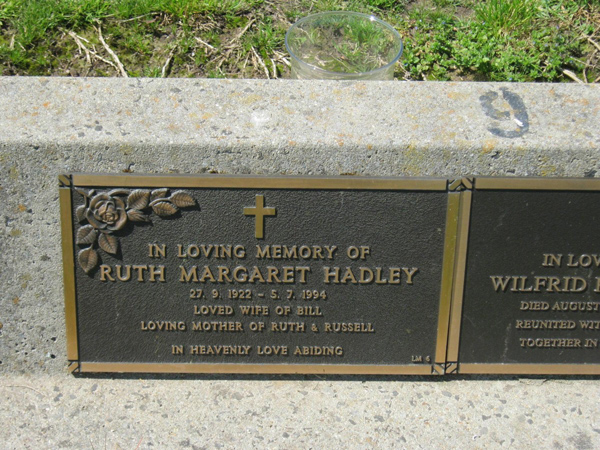 9
IN LOVING MEMORY OF
RUTH MARGARET HADLEY
27. 9. 1922 - 5. 7. 1994
LOVED WIFE OF BILL
LOVING MOTHER OF RUTH & RUSSELL
IN HEAVENLY LOVE ABIDING
LM 6
IN LOV
WILFRID
DIED AUGUST
REUNITED WIT
TOGETHER IN